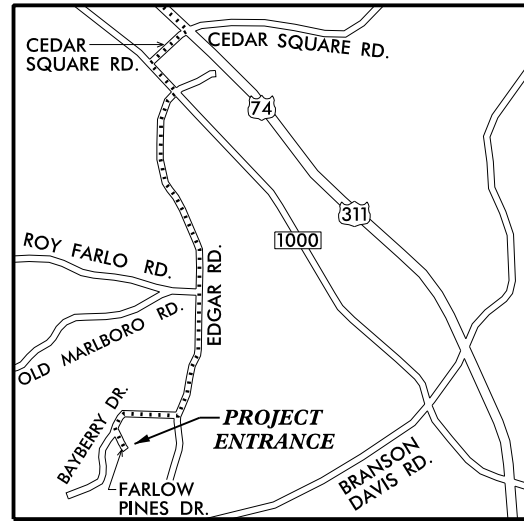 CEDAR
SQUARE RD.
CEDAR SQUARE RD.
74
311
1000
ROY FARLO RD.
OLD MARLBORO RD.
EDGAR RD.
BAYBERRY DR.
PROJECT
ENTRANCE
FARLOW
PINES DR.
BRANSON
DAVIS RD.